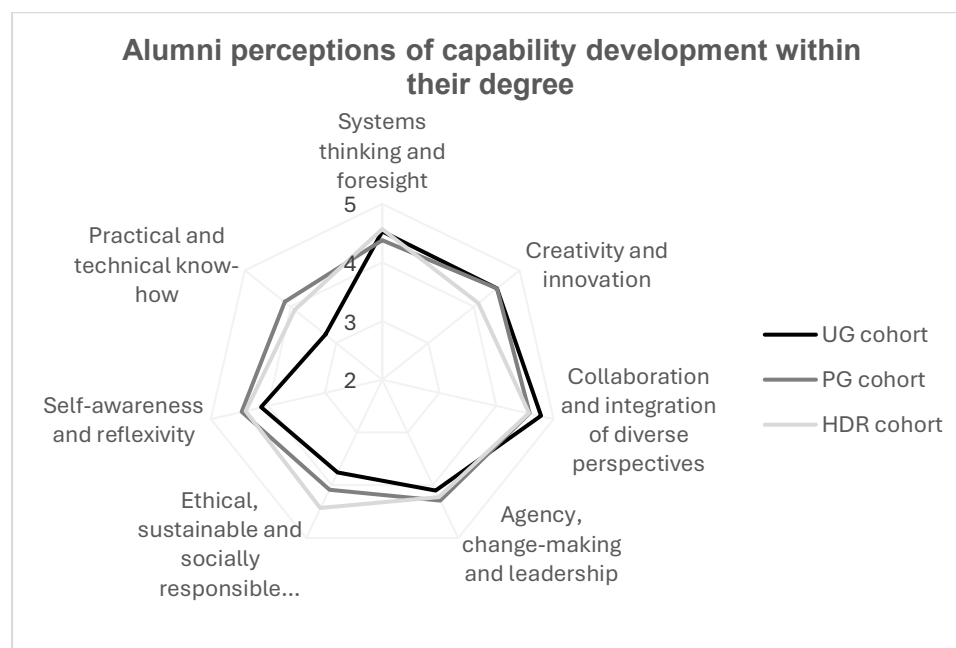 Alumni perceptions of capability development within
their degree
Systems
thinking and
foresight
Creativity and
innovation
Collaboration
and integration
of diverse
perspectives
Agency,
change-making
and leadership
Ethical,
sustainable and
socially
responsible...
Self-awareness
and reflexivity
Practical and
technical know-
how
5
4
3
2
UG cohort
PG cohort
HDR cohort